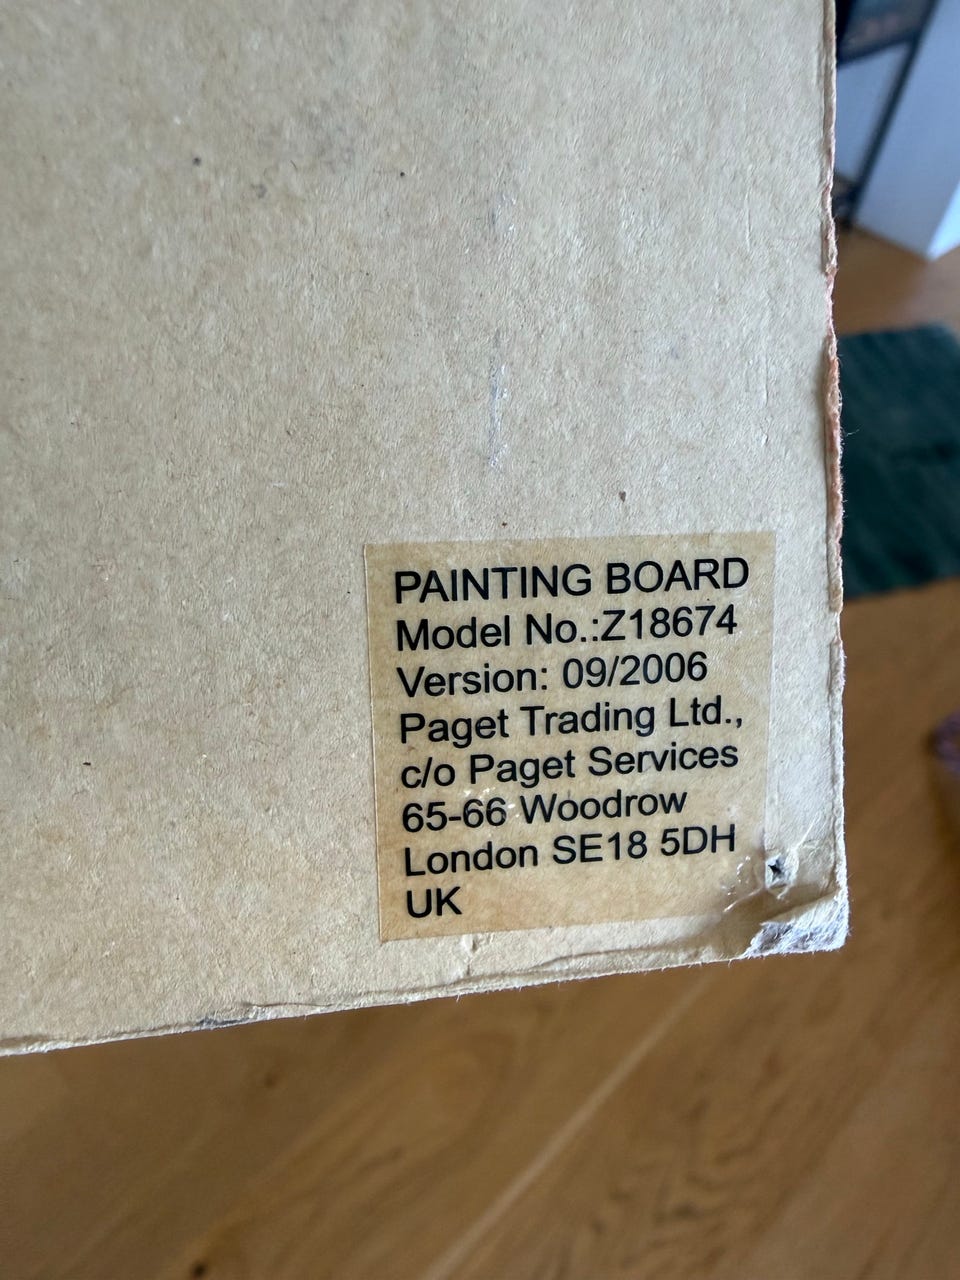 PAINTING BOARD
Model No.:Z18674
Version: 09/2006
Paget Trading Ltd.,
c/o Paget Services
65-66 Woodrow
London SE18 5DH
UK